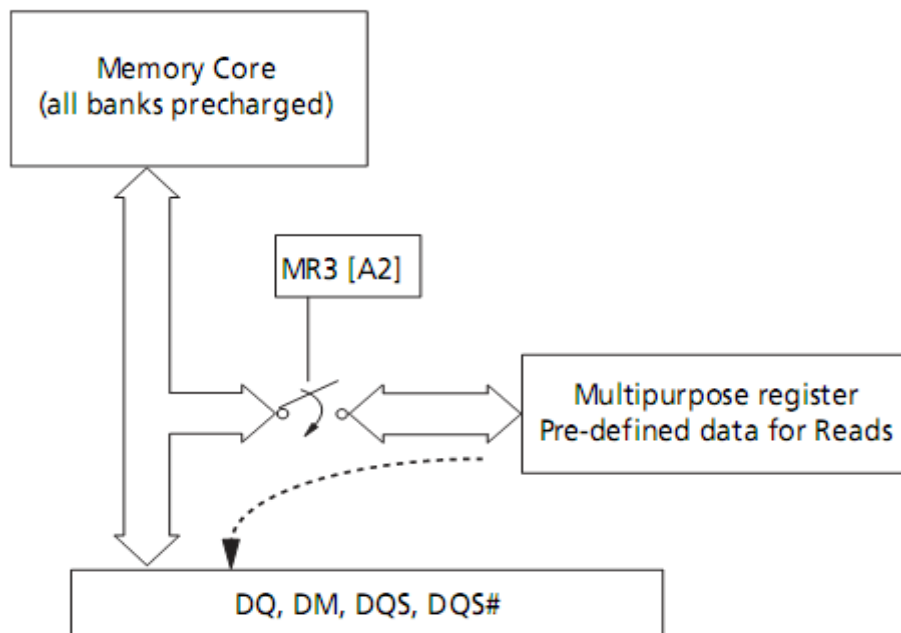 Memory Core
(all banks precharged)
MR3 [A2]
Multipurpose register
Pre-defined data for Reads
DQ, DM, DQS, DQS#